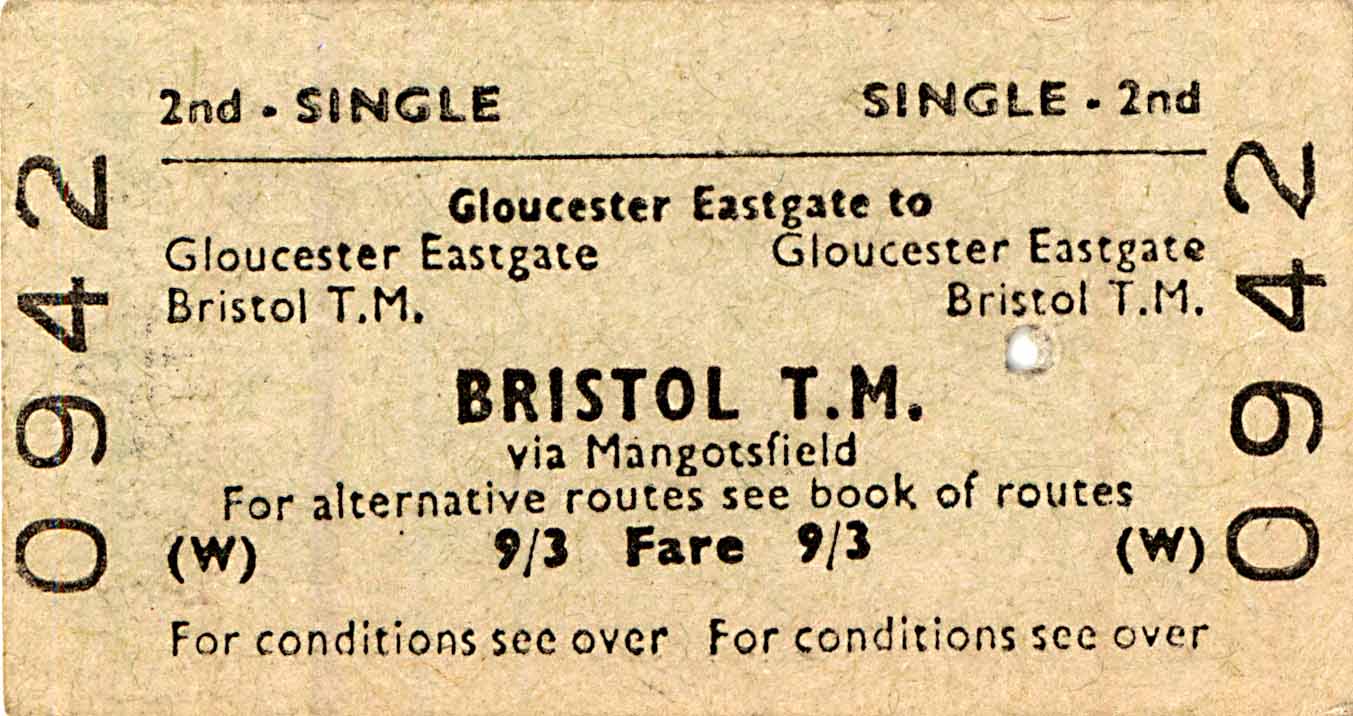 2nd - SINGLE SINGLE - 2nd
Gloucester Eastgate to
Gloucester Eastgate Gloucester Eastgate
Bristol T.M. Bristol T.M.
BRISTOL T.M.
via Mangotsfield
For alternative routes see book of routes
(W) 9/3 Fare 9/3 (W)
For conditions see over For conditions see over
0942
0942